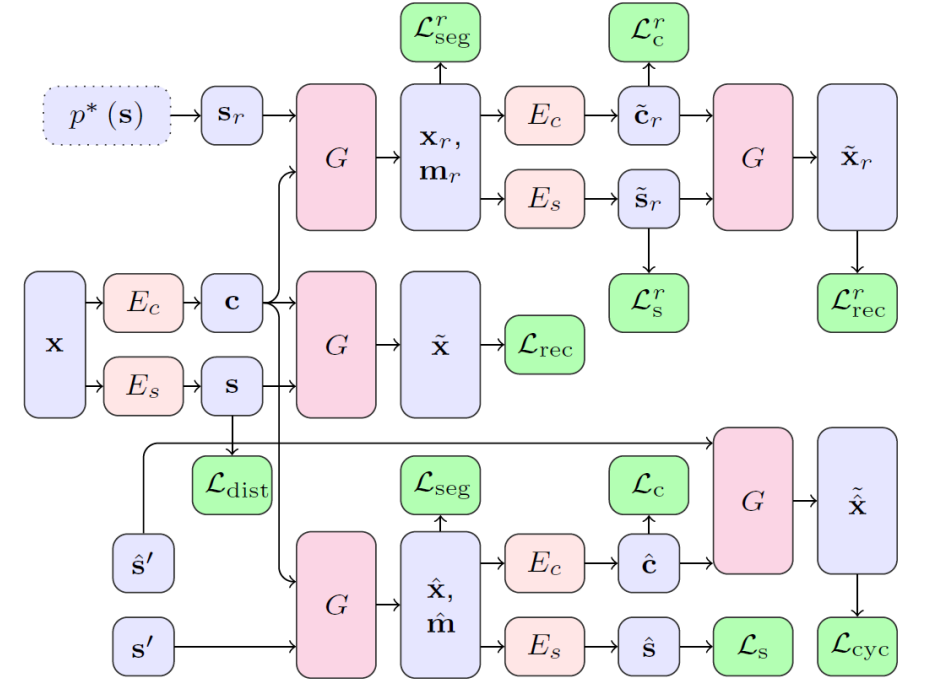 ℒ^r_seg
ℒ^r_c
p* (s)
s_r
G
x_r,
m_r
E_c
c̃_r
E_s
s̃_r
G
x̃_r
ℒ^r_s
ℒ^r_rec
x
E_c
c
E_s
s
G
x̃
ℒ_rec
ℒ_dist
ℒ_seg
ℒ_c
G
x̂̃
ŝ′
s′
G
x̂,
m̂
E_c
ĉ
E_s
ŝ
ℒ_s
ℒ_cyc